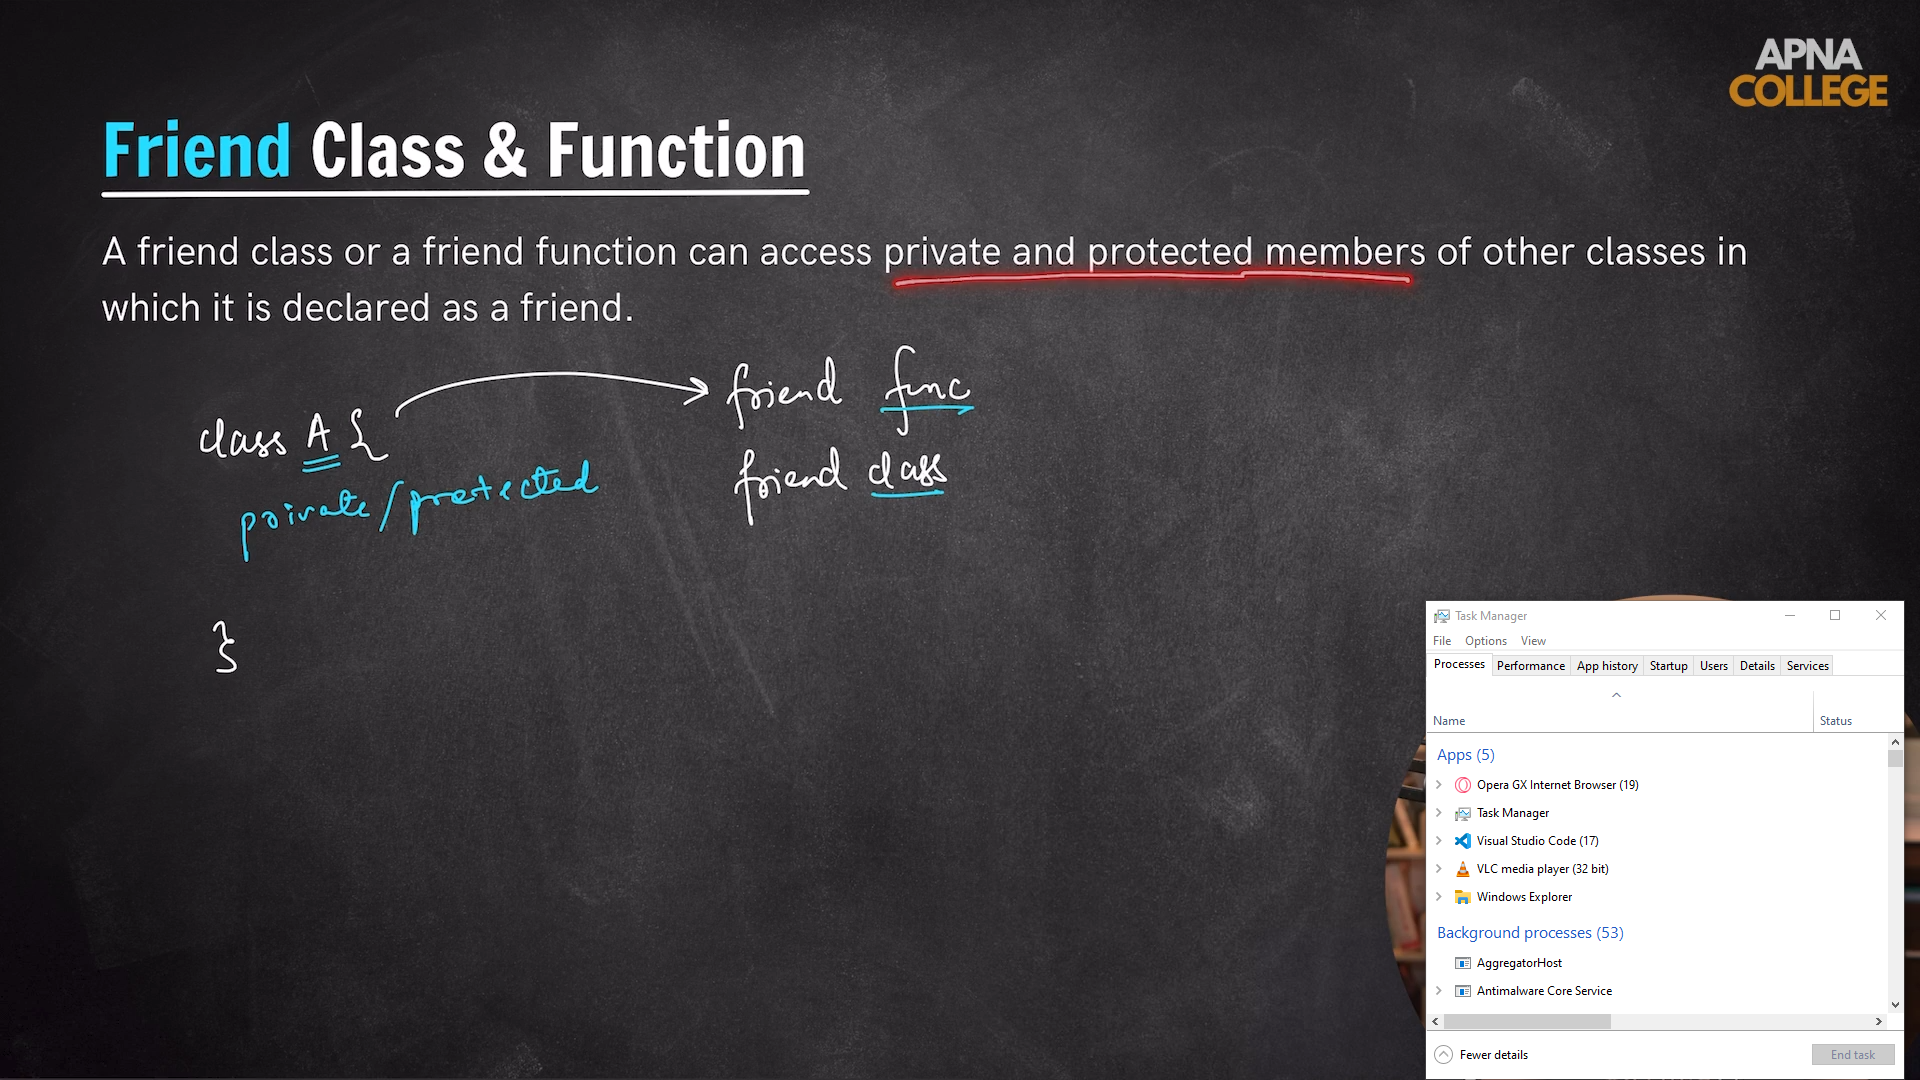 APNA
COLLEGE
Friend Class & Function
A friend class or a friend function can access private and protected members of other classes in
which it is declared as a friend.
class A {
private/protected
}
friend func
friend class
Task Manager
File Options View
Processes Performance App history Startup Users Details Services
Name Status
Apps (5)
Opera GX Internet Browser (19)
Task Manager
Visual Studio Code (17)
VLC media player (32 bit)
Windows Explorer
Background processes (53)
AggregatorHost
Antimalware Core Service
Fewer details End task